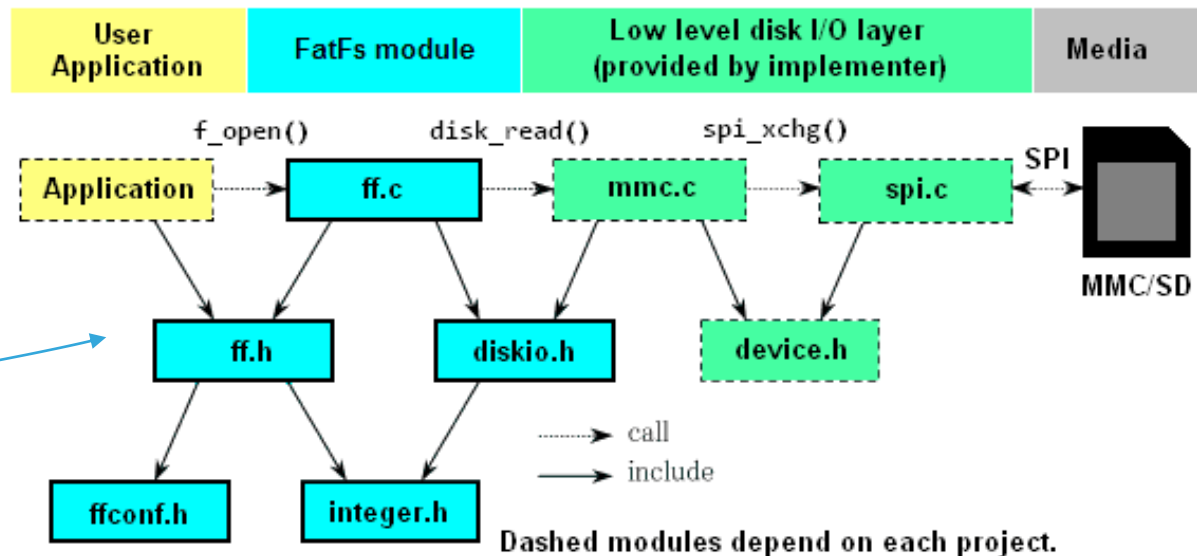 User
Application
FatFs module
Low level disk I/O layer
(provided by implementer)
Media
f_open()
disk_read()
spi_xchg()
SPI
Application
ff.c
mmc.c
spi.c
MMC/SD
ff.h
diskio.h
device.h
call
include
ffconf.h
integer.h
Dashed modules depend on each project.